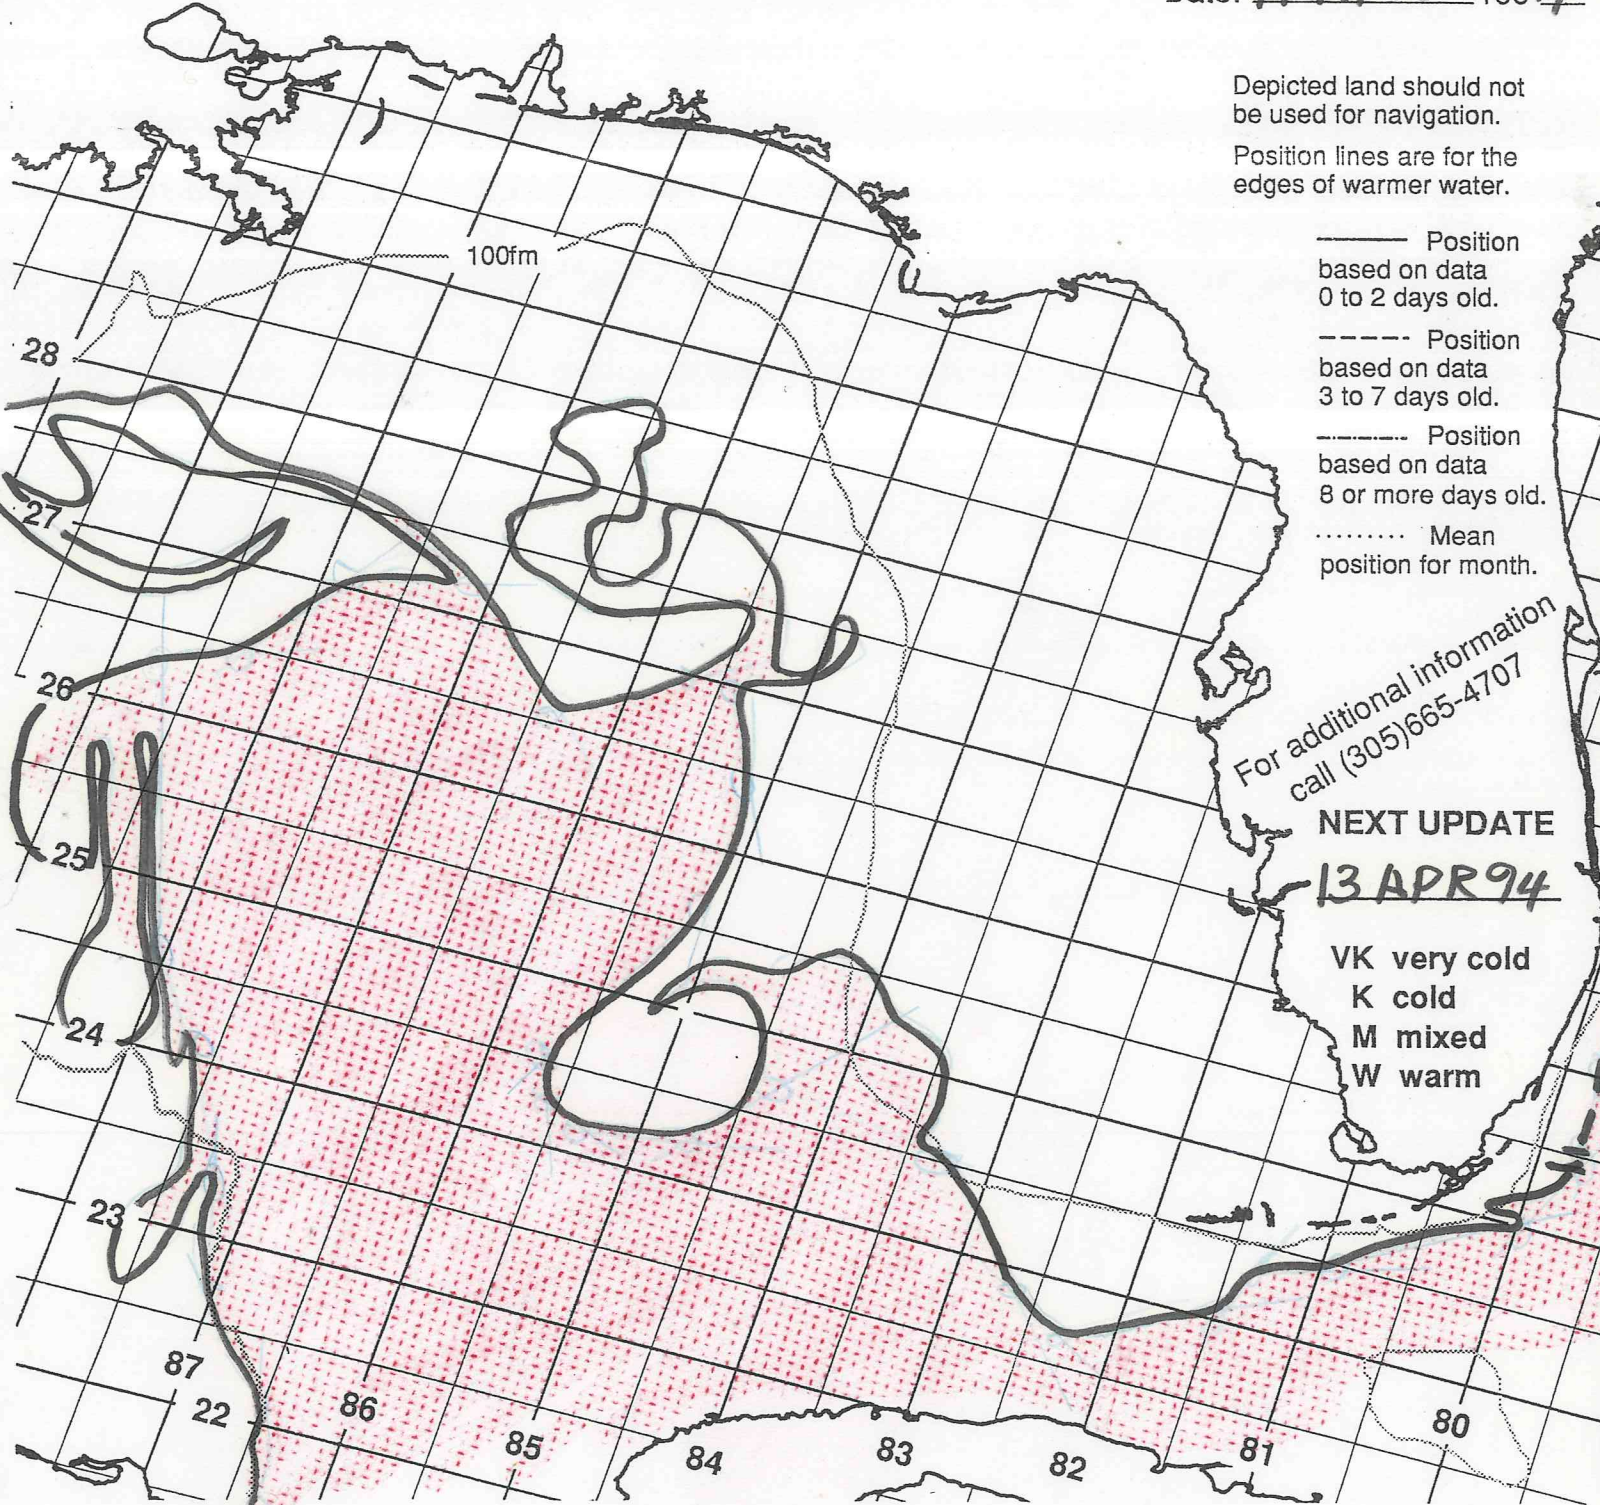 Depicted land should not
be used for navigation.
Position lines are for the
edges of warmer water.
Position
based on data
0 to 2 days old.
Position
based on data
3 to 7 days old.
Position
based on data
8 or more days old.
Mean
position for month.
For additional information
call (305)665-4707
NEXT UPDATE
13 APR 94
VK very cold
K cold
M mixed
W warm
100fm
28
27
26
25
24
23
22
87
86
85
84
83
82
81
80